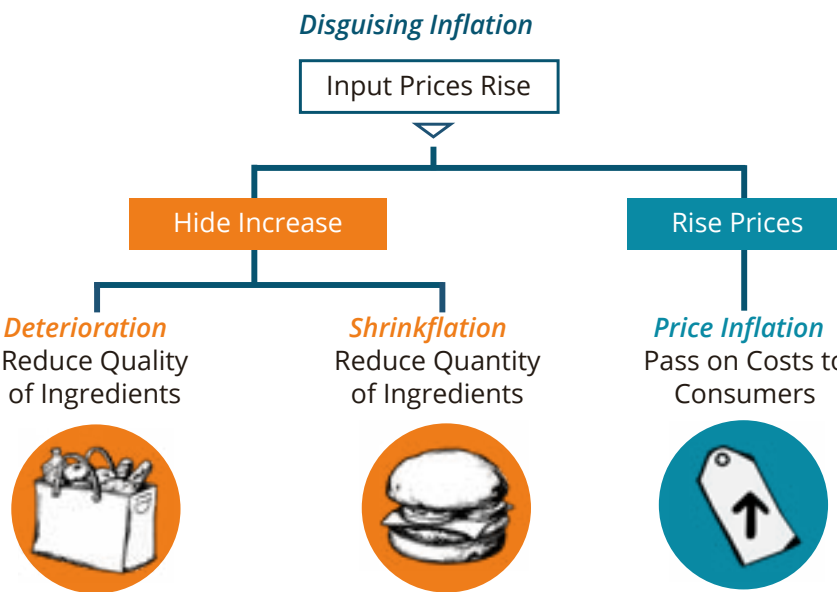 Disguising Inflation
Input Prices Rise
Hide Increase
Rise Prices
Deterioration
Reduce Quality
of Ingredients
Shrinkflation
Reduce Quantity
of Ingredients
Price Inflation
Pass on Costs to
Consumers